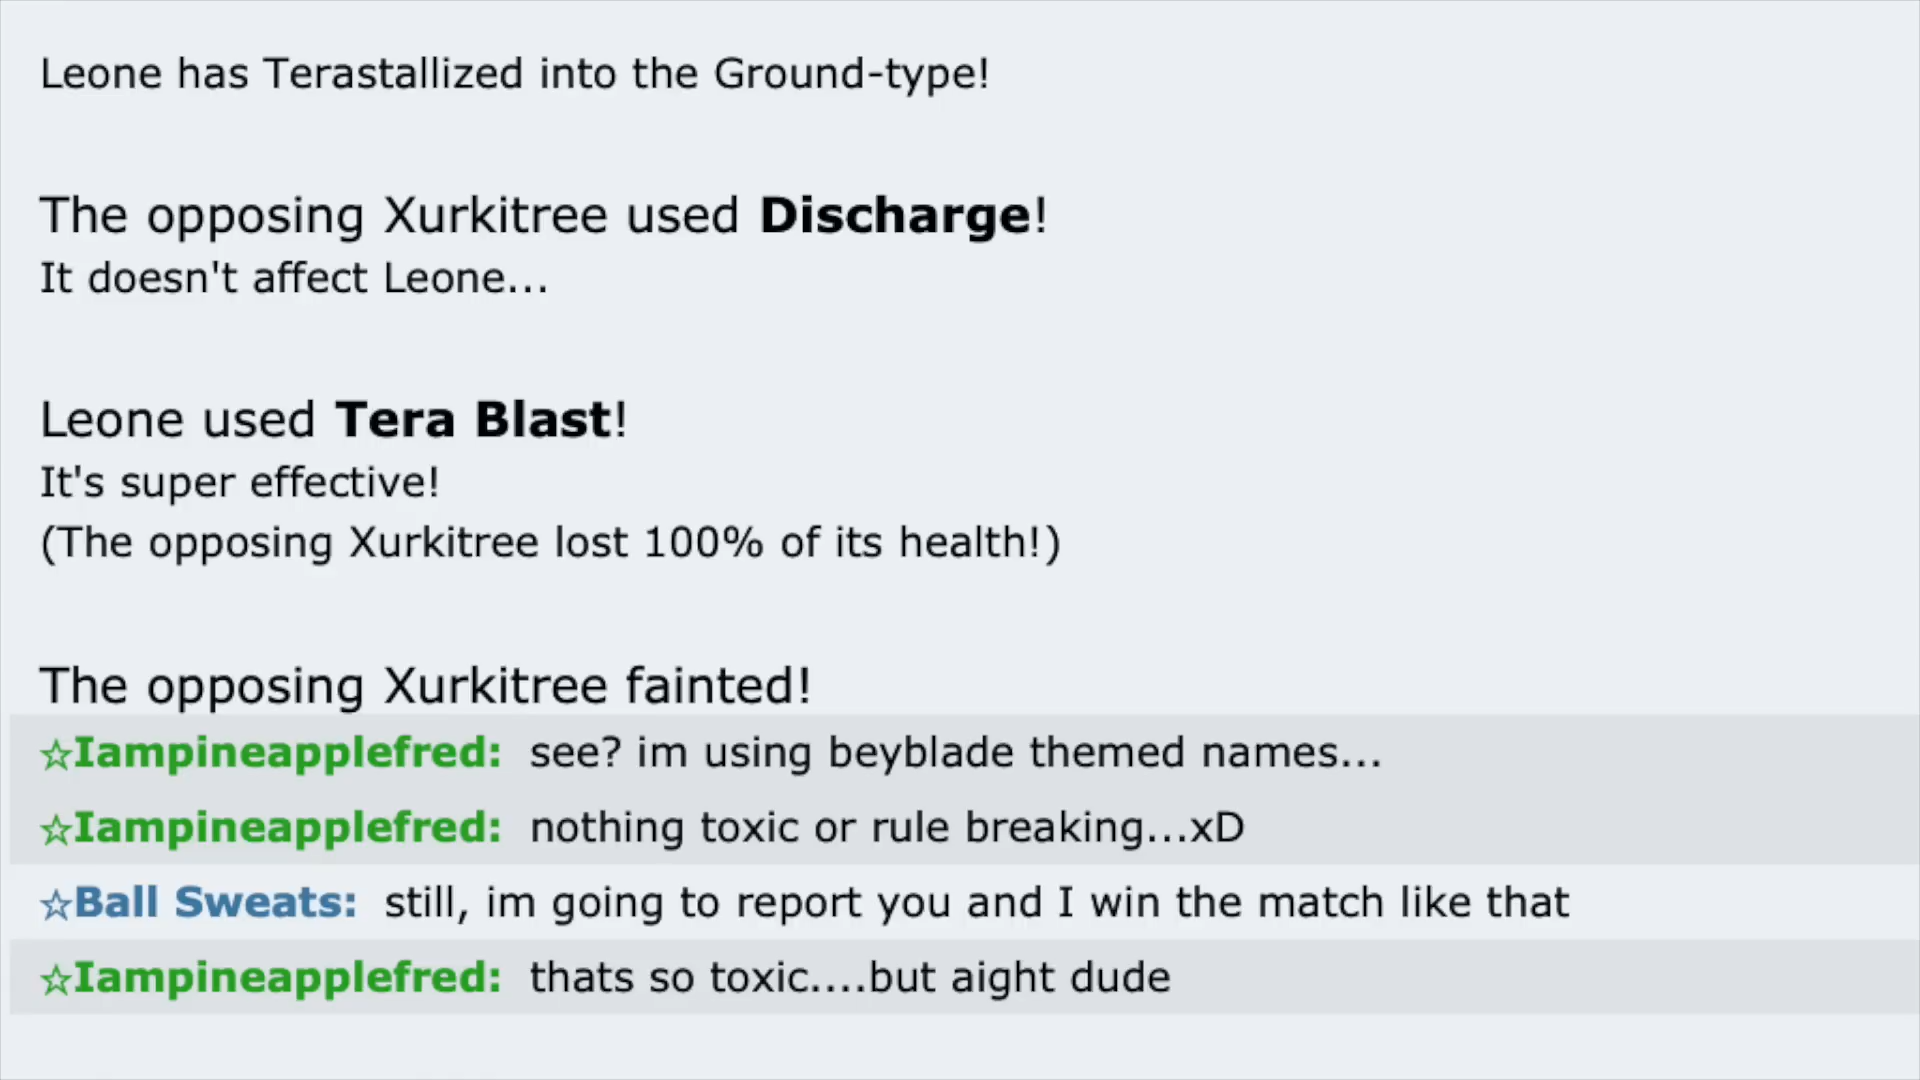 Leone has Terastallized into the Ground-type!
The opposing Xurkitree used Discharge!
It doesn't affect Leone...
Leone used Tera Blast!
It's super effective!
(The opposing Xurkitree lost 100% of its health!)
The opposing Xurkitree fainted!
☆Iampineapplefred: see? im using beyblade themed names...
☆Iampineapplefred: nothing toxic or rule breaking...xD
☆Ball Sweats: still, im going to report you and I win the match like that
☆Iampineapplefred: thats so toxic....but aight dude